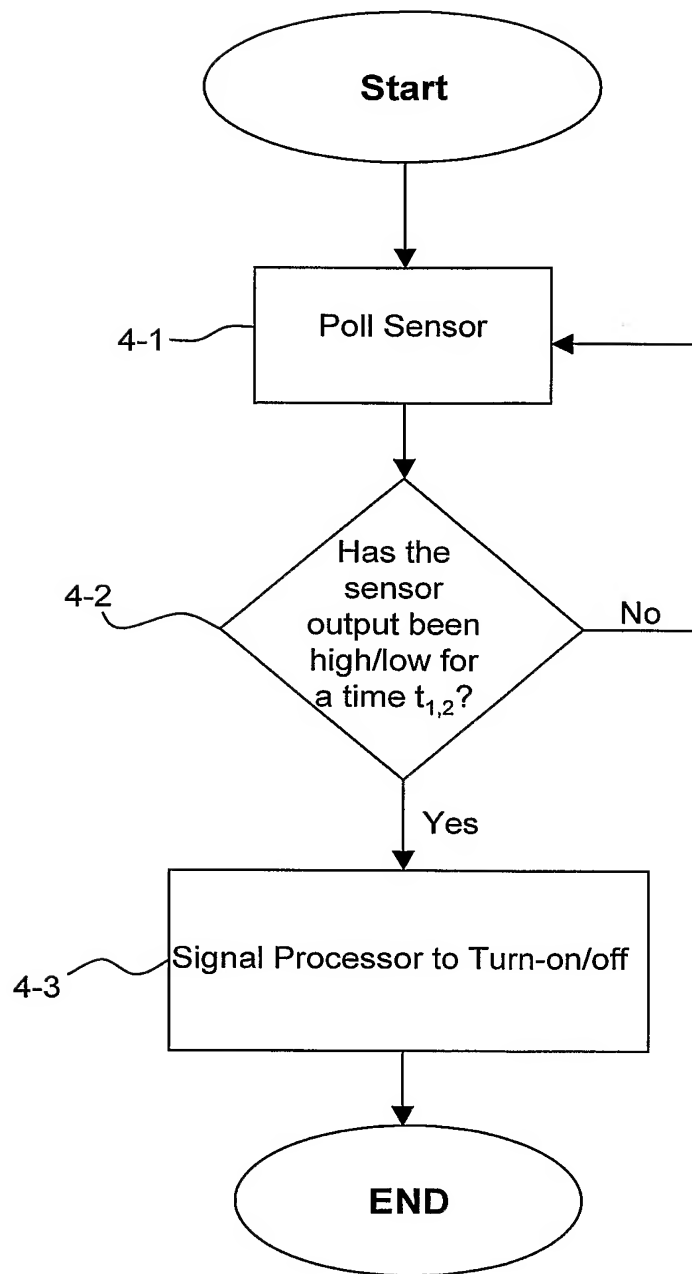 Start
Poll Sensor
4-1
Has the
sensor
output been
high/low for
a time t1,2?
4-2
No
Yes
Signal Processor to Turn-on/off
4-3
END